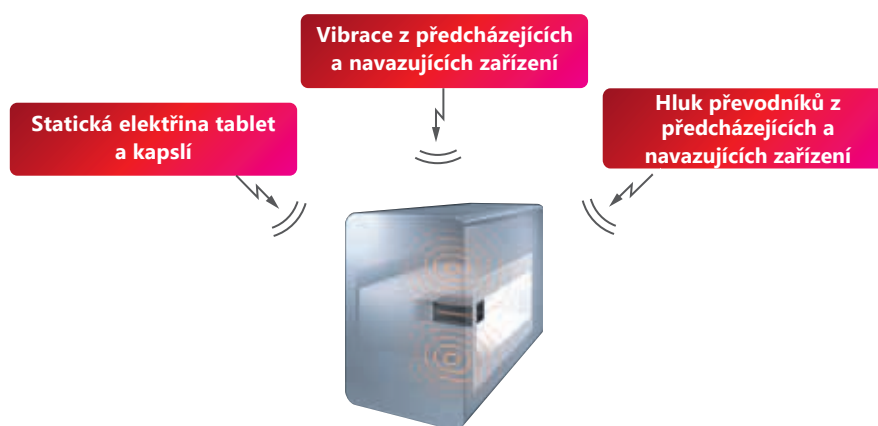 Vibrace z předcházejících
a navazujících zařízení
Statická elektřina tablet
a kapslí
Hluk převodníků z
předcházejících a
navazujících zařízení